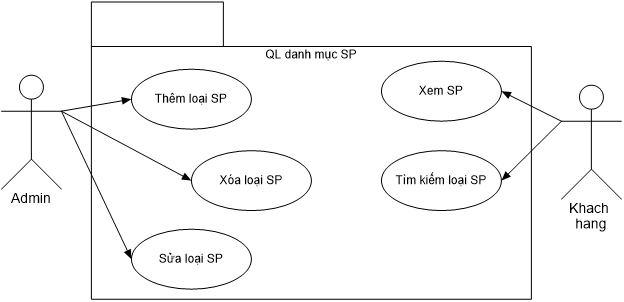 QL danh mục SP
Thêm loại SP
Xem SP
Xóa loại SP
Tìm kiếm loại SP
Admin
Khach
hang
Sửa loại SP